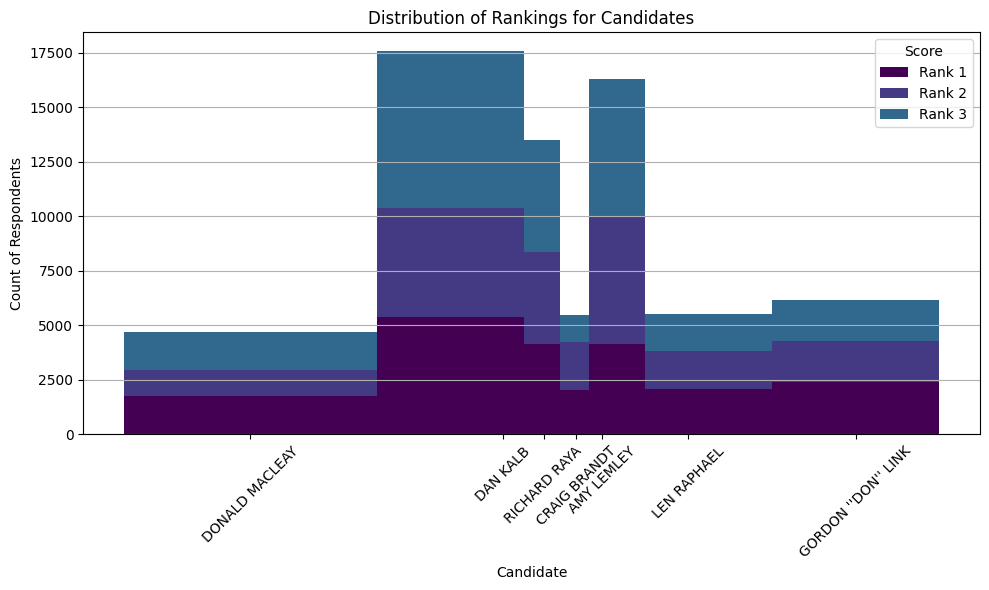 Distribution of Rankings for Candidates
Score
Rank 1
Rank 2
Rank 3
Count of Respondents
17500
15000
12500
10000
7500
5000
2500
0
DONALD MACLEAY
DAN KALB
RICHARD RAYA
CRAIG BRANDT
AMY LEMLEY
LEN RAPHAEL
GORDON "DON" LINK
Candidate